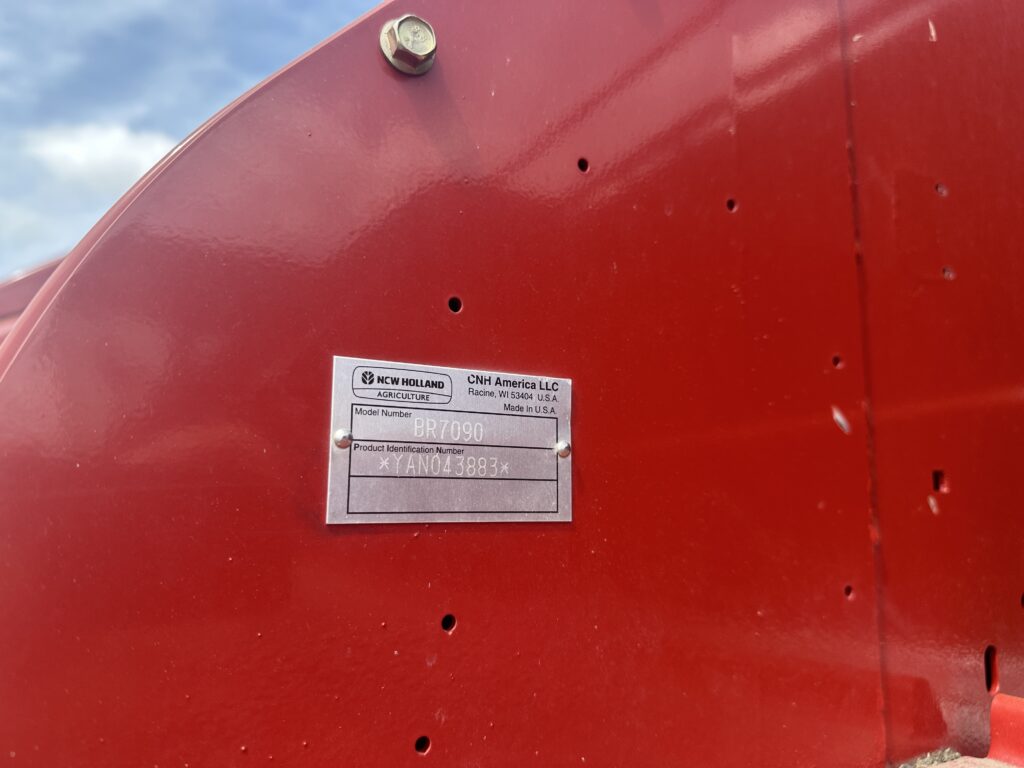 NEW HOLLAND
AGRICULTURE
CNH America LLC
Racine, WI 53404 U.S.A.
Made In U.S.A.
Model Number
BR7090
Product Identification Number
*YAN043883*